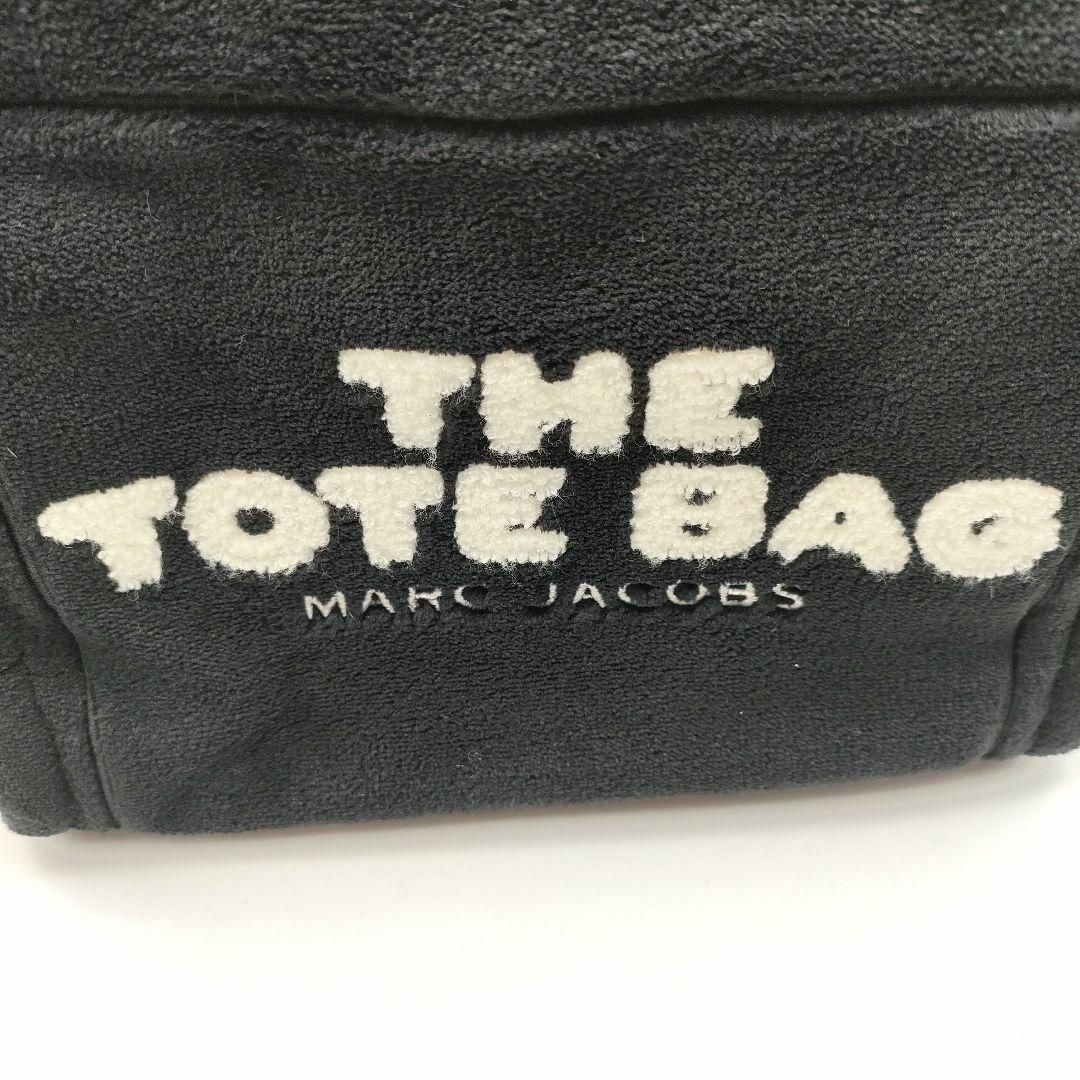 THE
TOTE BAG
MARC JACOBS